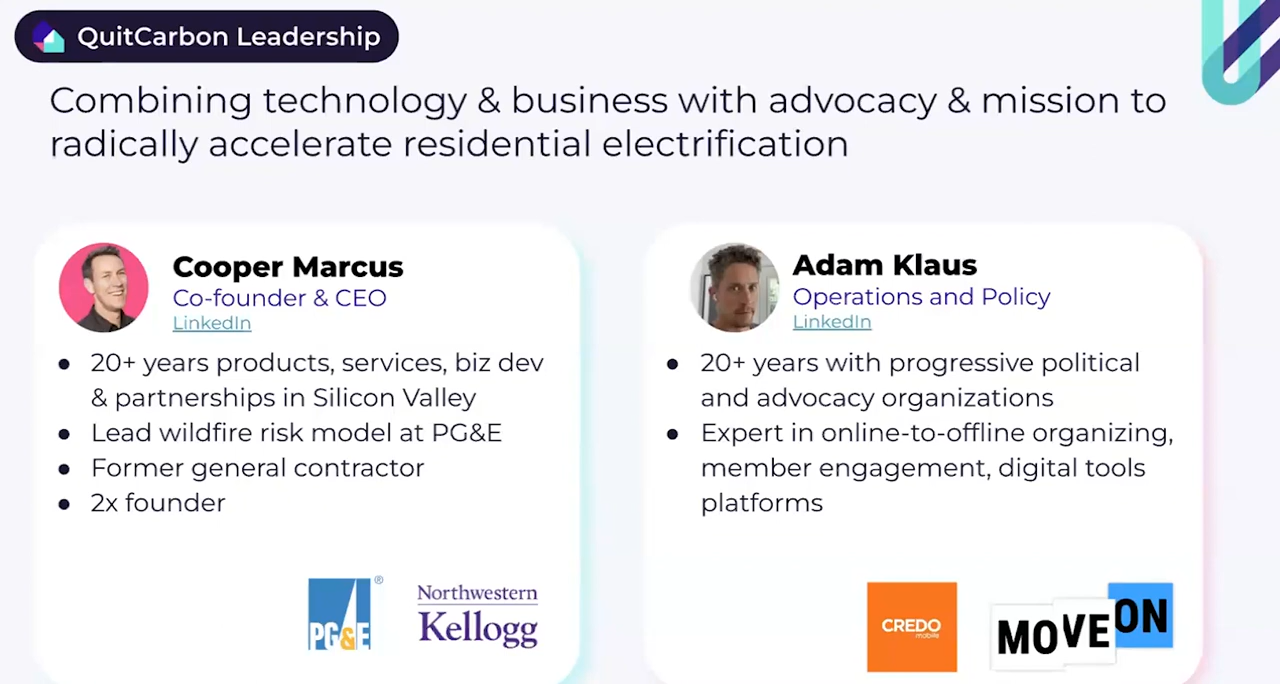 QuitCarbon Leadership
Combining technology & business with advocacy & mission to
radically accelerate residential electrification
Cooper Marcus
Co-founder & CEO
LinkedIn
● 20+ years products, services, biz dev
& partnerships in Silicon Valley
● Lead wildfire risk model at PG&E
● Former general contractor
● 2x founder
PG&E®
Northwestern
Kellogg
Adam Klaus
Operations and Policy
LinkedIn
● 20+ years with progressive political
and advocacy organizations
● Expert in online-to-offline organizing,
member engagement, digital tools
platforms
CREDO
mobile
MOVEON